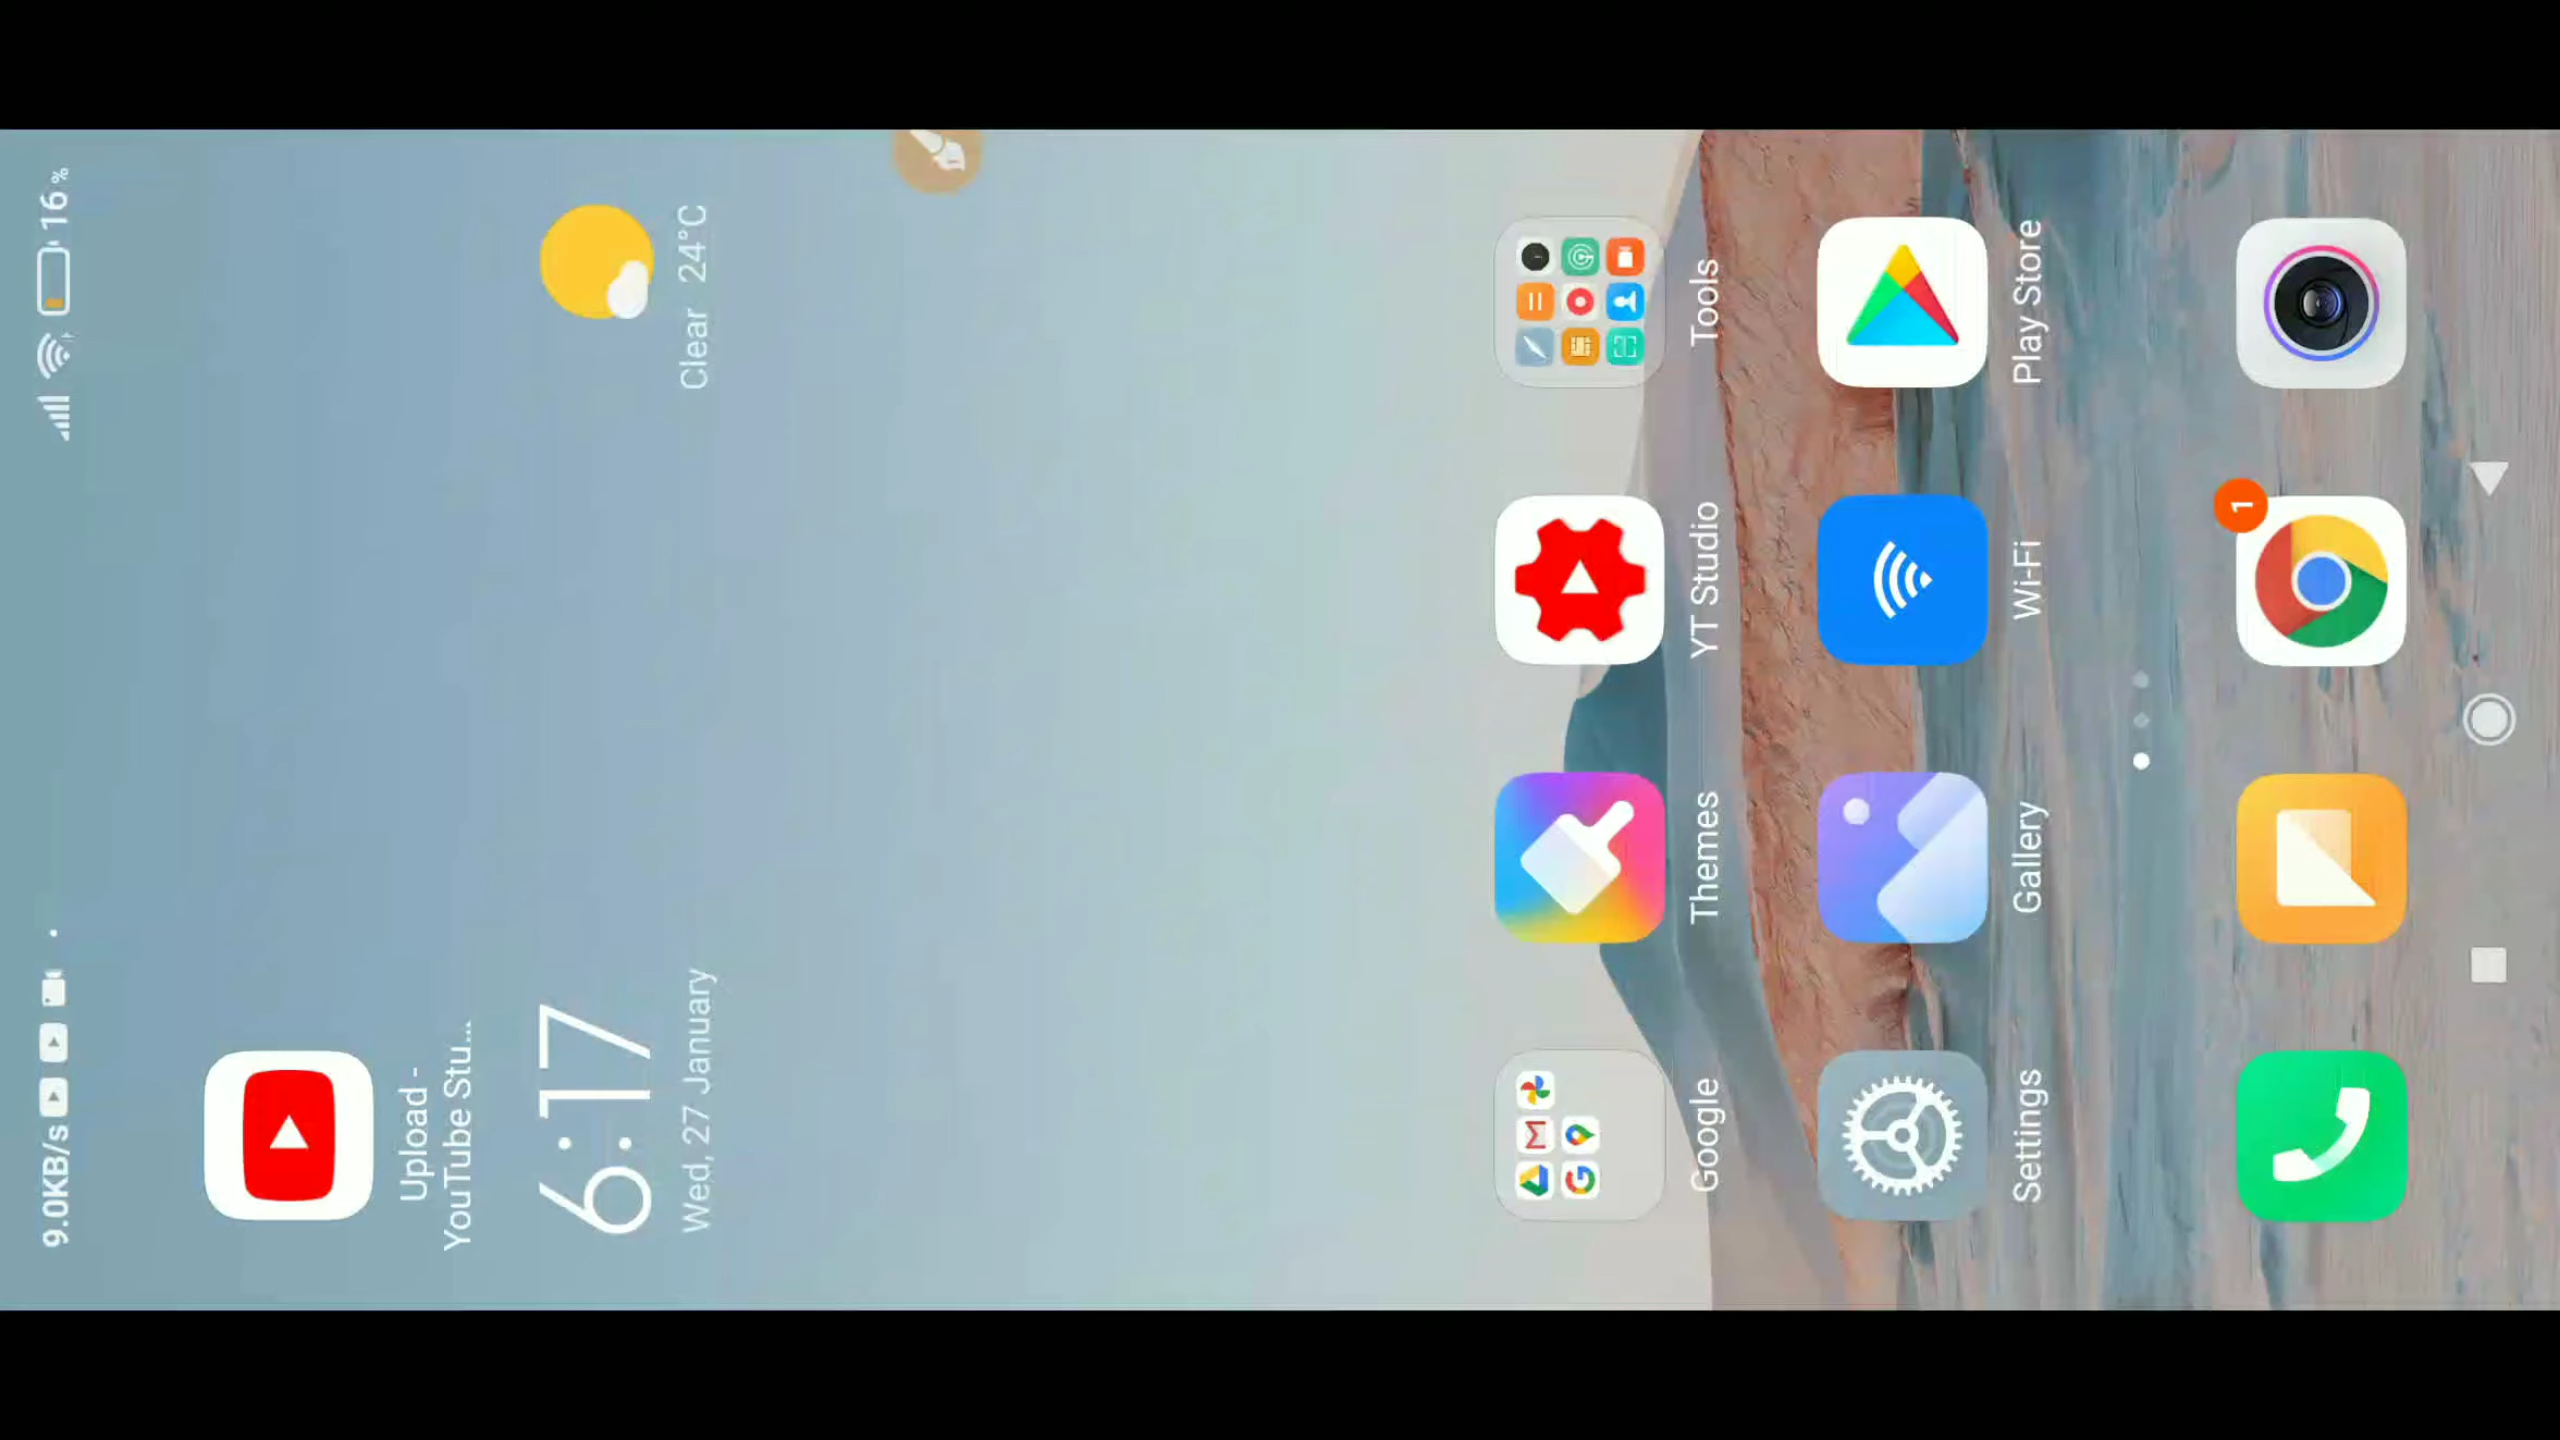 9.0KB/s
16%
Upload -
YouTube Stu...
6:17
Wed, 27 January
Clear 24°C
Google
Themes
YT Studio
Tools
Settings
Gallery
Wi-Fi
Play Store
1